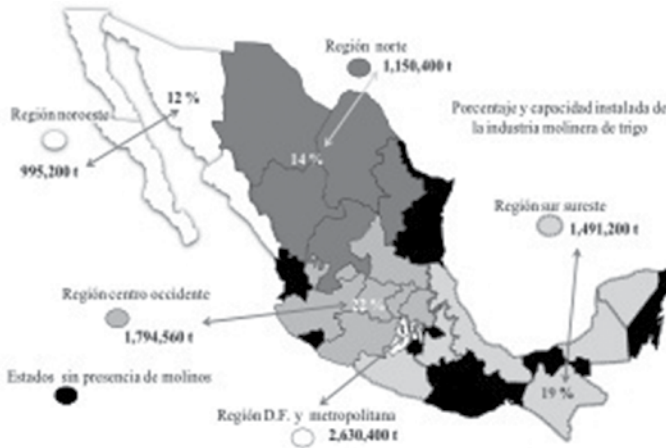 Región norte
1,150,400 t
Región noroeste
12 %
995,200 t
14 %
Porcentaje y capacidad instalada de
la industria molinera de trigo
Región sur sureste
1,491,200 t
Región centro occidente
22 %
1,794,560 t
Estados sin presencia de molinos
19 %
Región D.F. y metropolitana
2,630,400 t